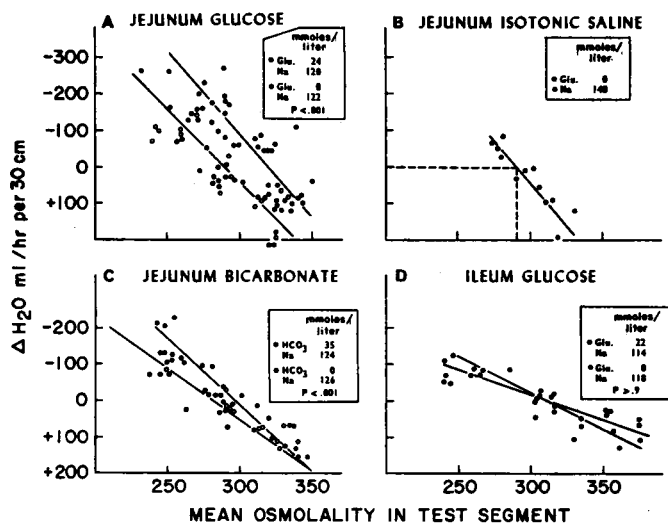 A JEJUNUM GLUCOSE
mmoles/
liter
Glu. 24
Na 120
Glu. 0
Na 122
P <.001
B JEJUNUM ISOTONIC SALINE
mmoles/
liter
Glu. 0
Na 140
-300
-200
-100
0
+100
C JEJUNUM BICARBONATE
mmoles/
liter
HCO3 35
Na 124
HCO3 0
Na 126
P <.001
D ILEUM GLUCOSE
mmoles/
liter
Glu. 22
Na 114
Glu. 0
Na 118
P >.9
-200
-100
0
+100
+200
250 300 350
250 300 350
Δ H2O ml/hr per 30 cm
MEAN OSMOLALITY IN TEST SEGMENT